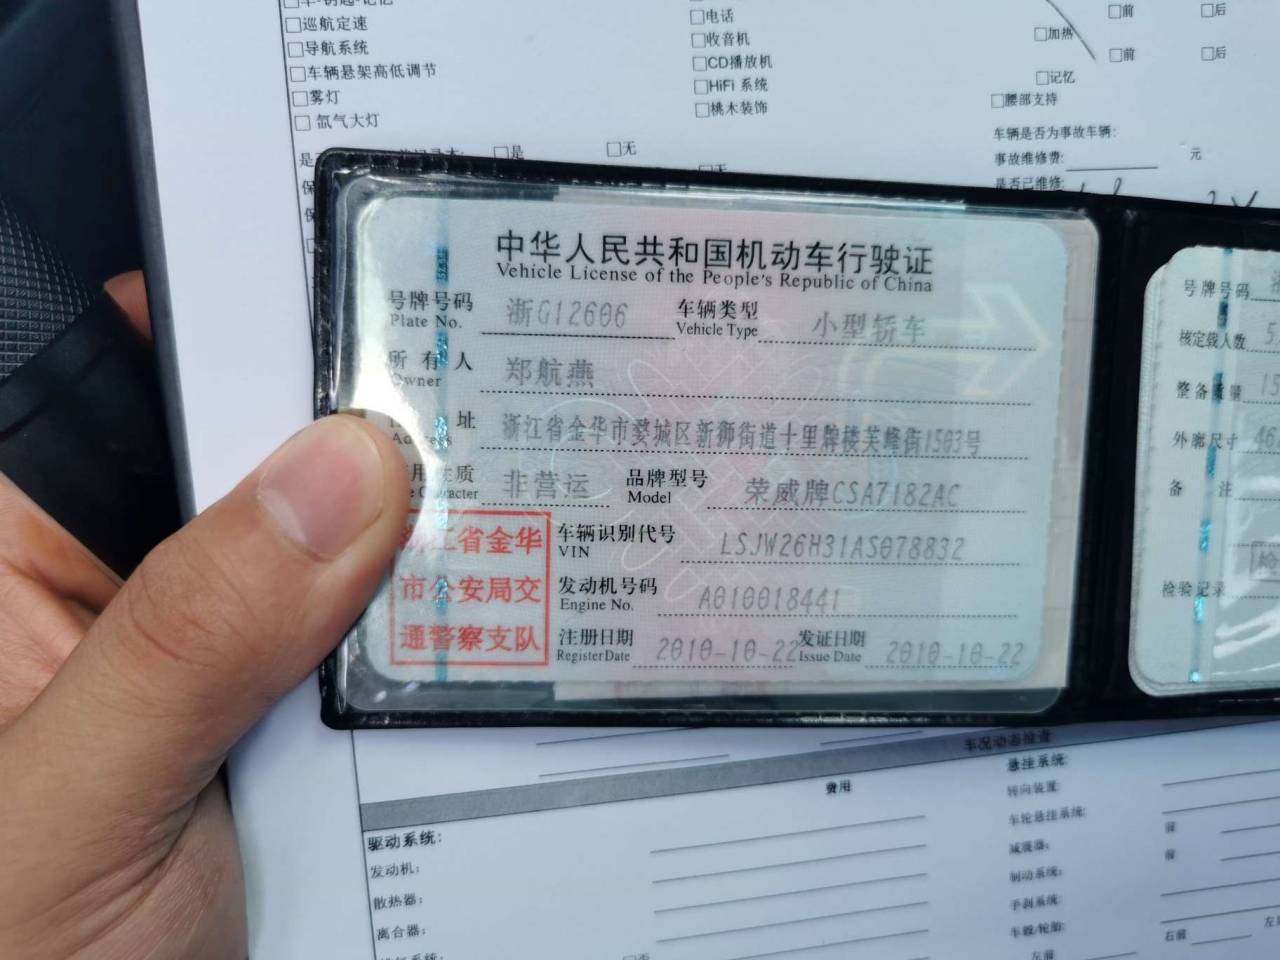 巡航定速
导航系统
车辆悬架高低调节
雾灯
氙气大灯
电话
收音机
CD播放机
HiFi 系统
桃木装饰
前
后
加热
前
后
记忆
腰部支持
车辆是否为事故车辆:
事故维修费: 元
是否已维修:
是
无
中华人民共和国机动车行驶证
Vehicle License of the People's Republic of China
号牌号码 浙G12606 车辆类型 小型轿车
Plate No. Vehicle Type
所有人 郑航燕
Owner
址 浙江省金华市婺城区新狮街道十里牌楼芙峰街1503号
非营运 品牌型号 荣威牌CSA7182AC
Model
车辆识别代号 LSJW26H31AS078832
VIN
发动机号码 A010018441
Engine No.
注册日期 2010-10-22 发证日期 2010-10-22
Register Date Issue Date
浙江省金华
市公安局交
通警察支队
号牌号码
核定载人数
整备质量
外廓尺寸
备注
检验记录
车况动态检查
费用
悬挂系统:
转向装置:
车轮悬挂系统:
前
减震器:
前
制动系统:
手刹系统:
车毂/轮胎:
右前
左前
驱动系统:
发动机:
散热器:
离合器: